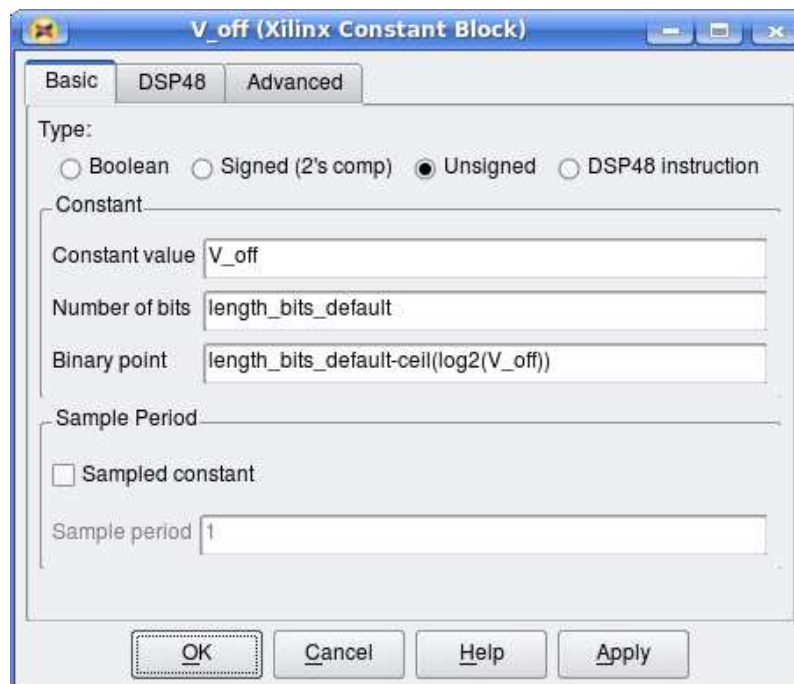 V_off (Xilinx Constant Block)
Basic DSP48 Advanced
Type:
Boolean Signed (2's comp) Unsigned DSP48 instruction
Constant
Constant value V_off
Number of bits length_bits_default
Binary point length_bits_default-ceil(log2(V_off))
Sample Period
Sampled constant
Sample period 1
OK Cancel Help Apply